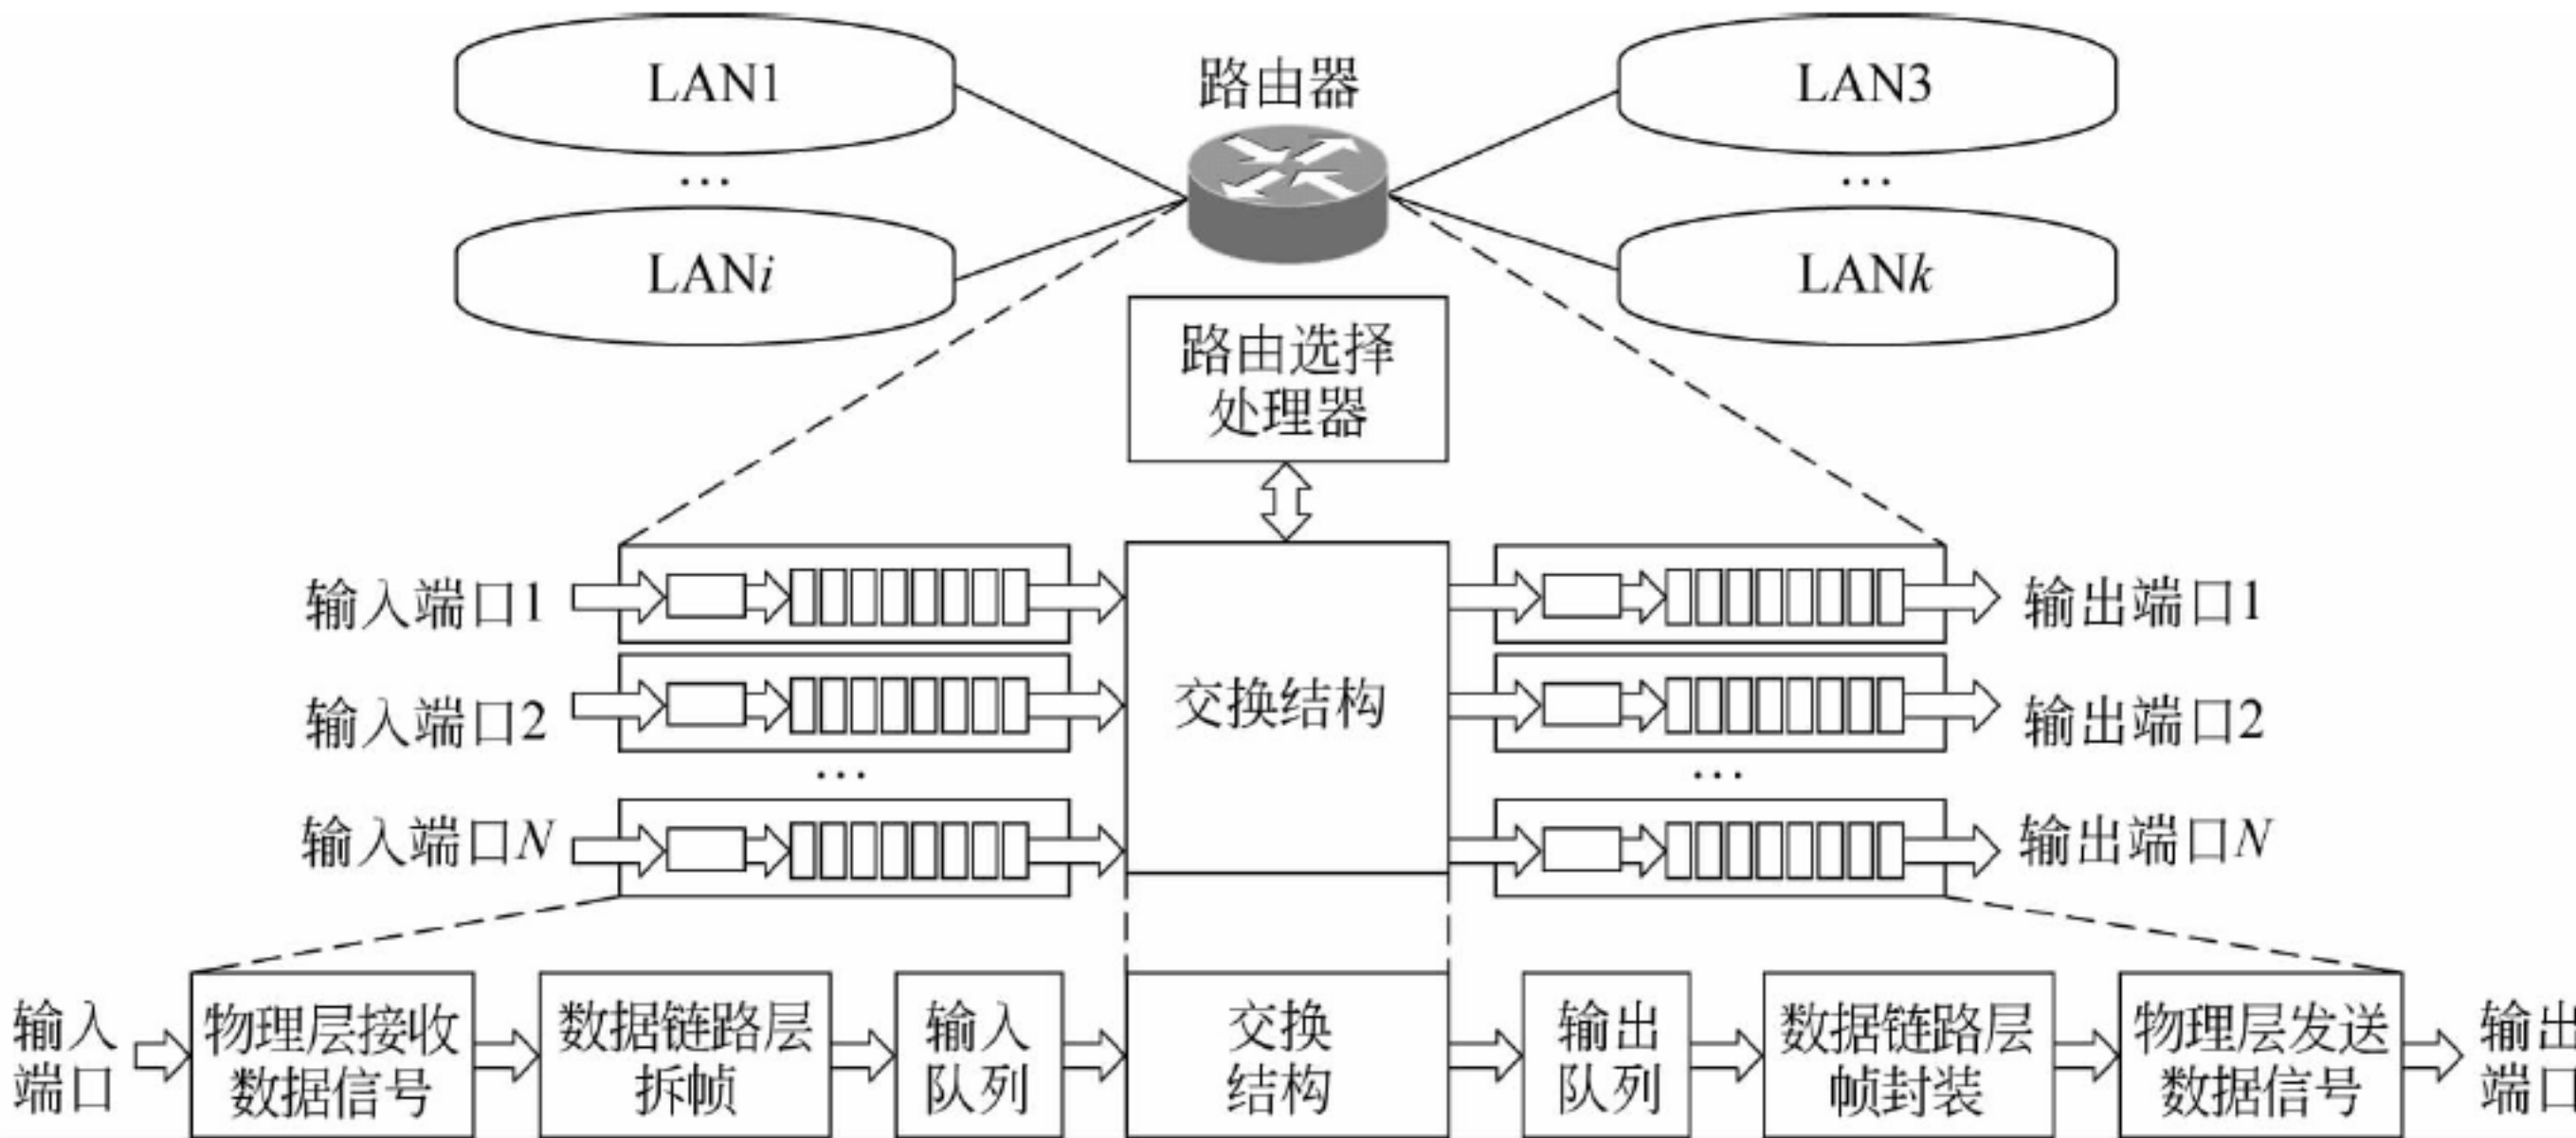 LAN1
路由器
LAN3
…
…
LANi
LANk
路由选择
处理器
输入端口1
输出端口1
输入端口2
交换结构
输出端口2
…
…
输入端口N
输出端口N
输入
端口
物理层接收
数据信号
数据链路层
拆帧
输入
队列
交换
结构
输出
队列
数据链路层
帧封装
物理层发送
数据信号
输出
端口